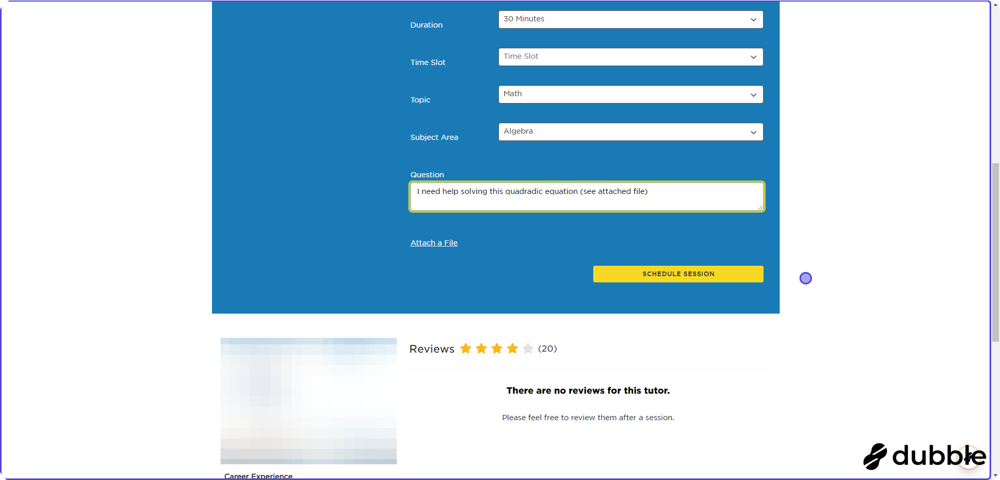 Duration
30 Minutes
Time Slot
Time Slot
Topic
Math
Subject Area
Algebra
Question
I need help solving this quadradic equation (see attached file)
Attach a File
SCHEDULE SESSION
Reviews (20)
There are no reviews for this tutor.
Please feel free to review them after a session.
Career Experience
dubble